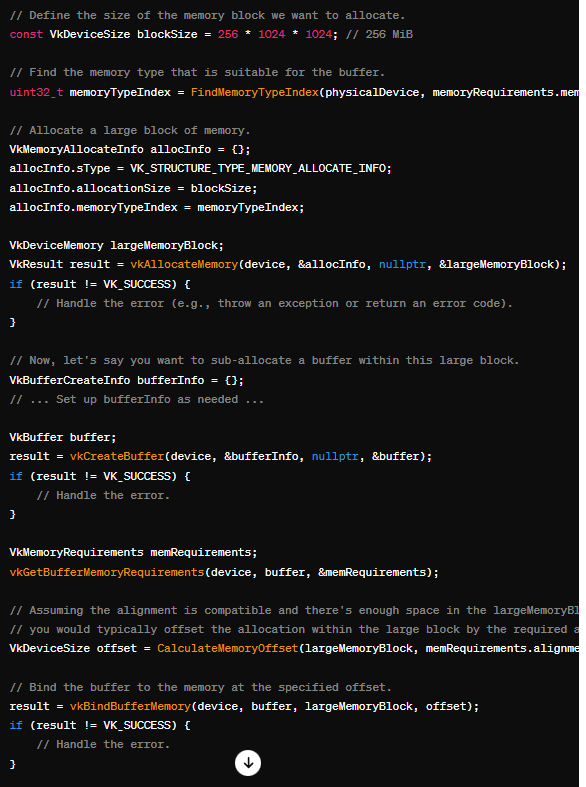 // Define the size of the memory block we want to allocate.
const VkDeviceSize blockSize = 256 * 1024 * 1024; // 256 MiB
// Find the memory type that is suitable for the buffer.
uint32_t memoryTypeIndex = FindMemoryTypeIndex(physicalDevice, memoryRequirements.mem
// Allocate a large block of memory.
VkMemoryAllocateInfo allocInfo = {};
allocInfo.sType = VK_STRUCTURE_TYPE_MEMORY_ALLOCATE_INFO;
allocInfo.allocationSize = blockSize;
allocInfo.memoryTypeIndex = memoryTypeIndex;
VkDeviceMemory largeMemoryBlock;
VkResult result = vkAllocateMemory(device, &allocInfo, nullptr, &largeMemoryBlock);
if (result != VK_SUCCESS) {
    // Handle the error (e.g., throw an exception or return an error code).
}
// Now, let's say you want to sub-allocate a buffer within this large block.
VkBufferCreateInfo bufferInfo = {};
// ... Set up bufferInfo as needed ...
VkBuffer buffer;
result = vkCreateBuffer(device, &bufferInfo, nullptr, &buffer);
if (result != VK_SUCCESS) {
    // Handle the error.
}
VkMemoryRequirements memRequirements;
vkGetBufferMemoryRequirements(device, buffer, &memRequirements);
// Assuming the alignment is compatible and there's enough space in the largeMemoryBl
// you would typically offset the allocation within the large block by the required a
VkDeviceSize offset = CalculateMemoryOffset(largeMemoryBlock, memRequirements.alignme
// Bind the buffer to the memory at the specified offset.
result = vkBindBufferMemory(device, buffer, largeMemoryBlock, offset);
if (result != VK_SUCCESS) {
    // Handle the error.
}